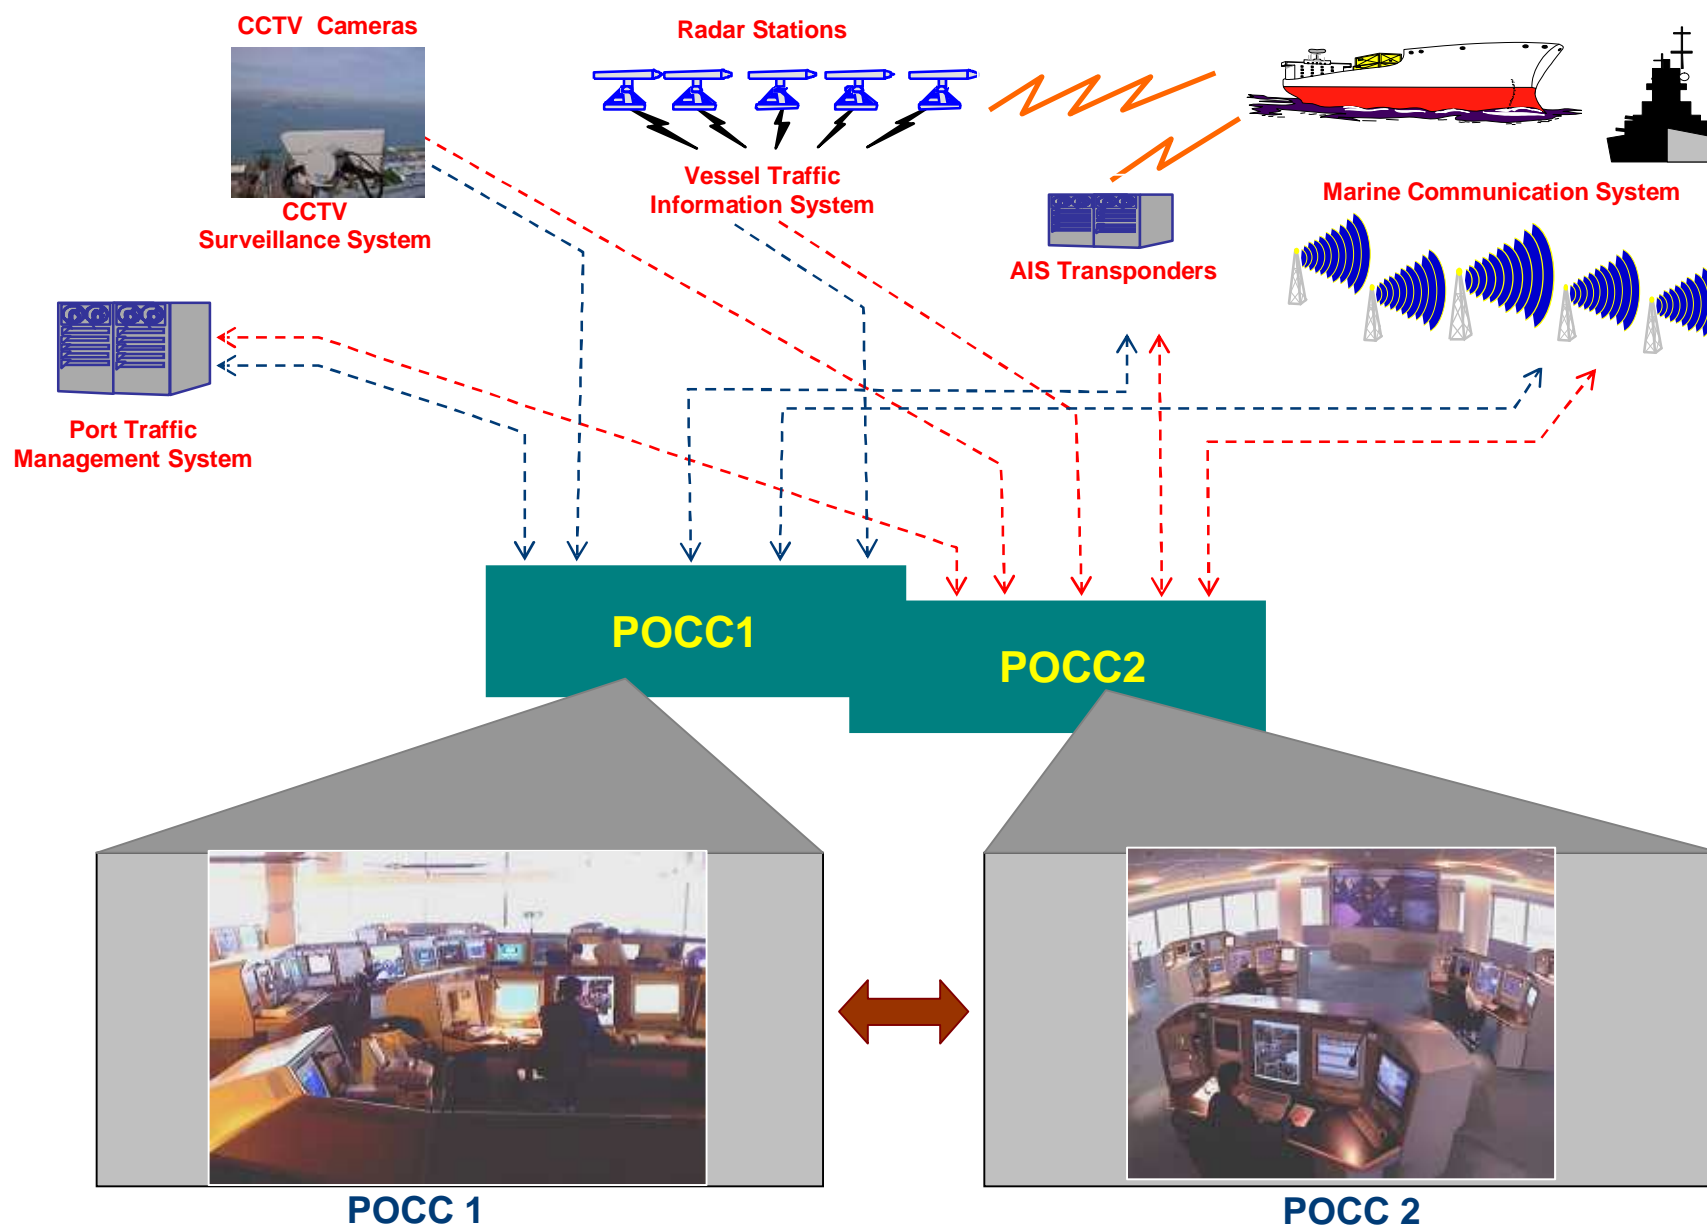 CCTV Cameras
Radar Stations
CCTV
Surveillance System
Vessel Traffic
Information System
AIS Transponders
Marine Communication System
Port Traffic
Management System
POCC1
POCC2
POCC 1
POCC 2